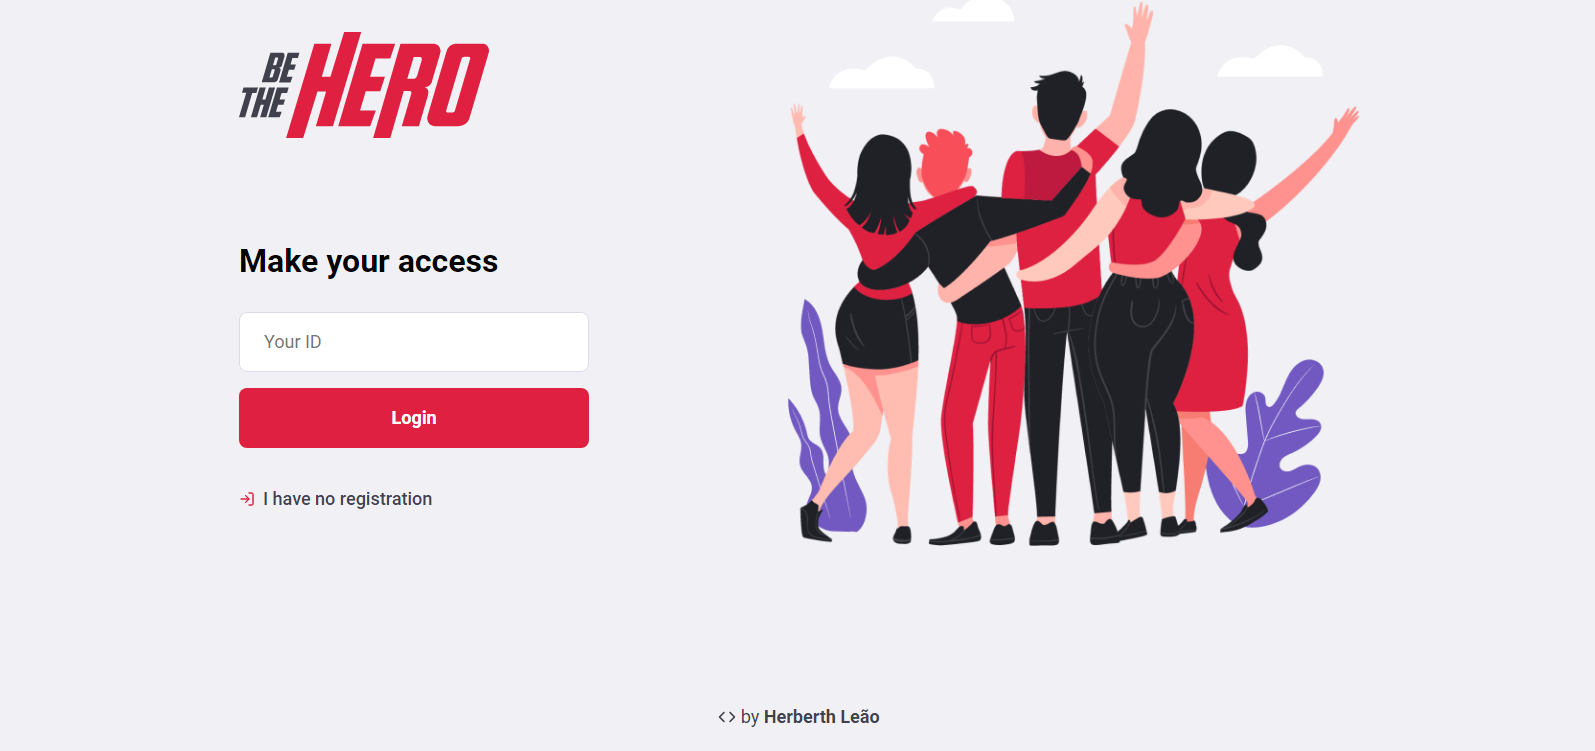 BE
THE HERO
Make your access
Your ID
Login
I have no registration
by Herberth Leão